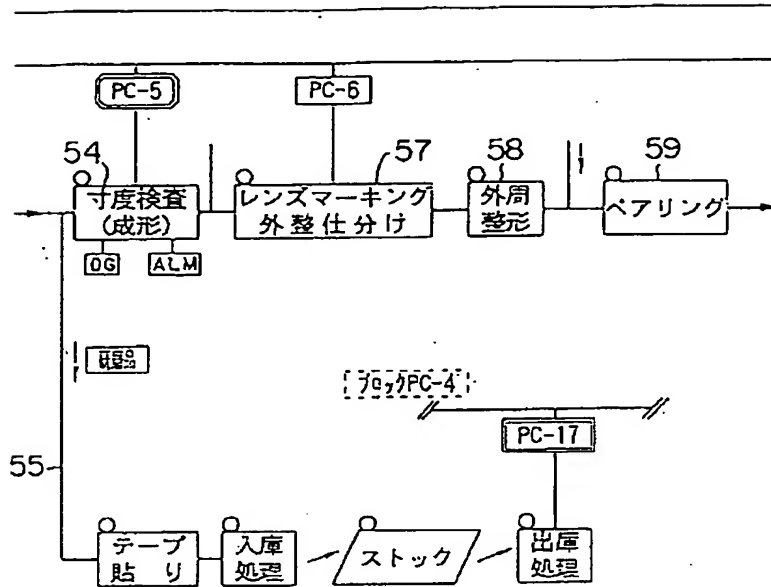 PC-5
PC-6
54
57
58
59
寸度検査
(成形)
レンズマーキング
外整仕分け
外周
整形
ペアリング
DG
ALM
ブロックPC-4
PC-17
55
テープ
貼り
入庫
処理
ストック
出庫
処理